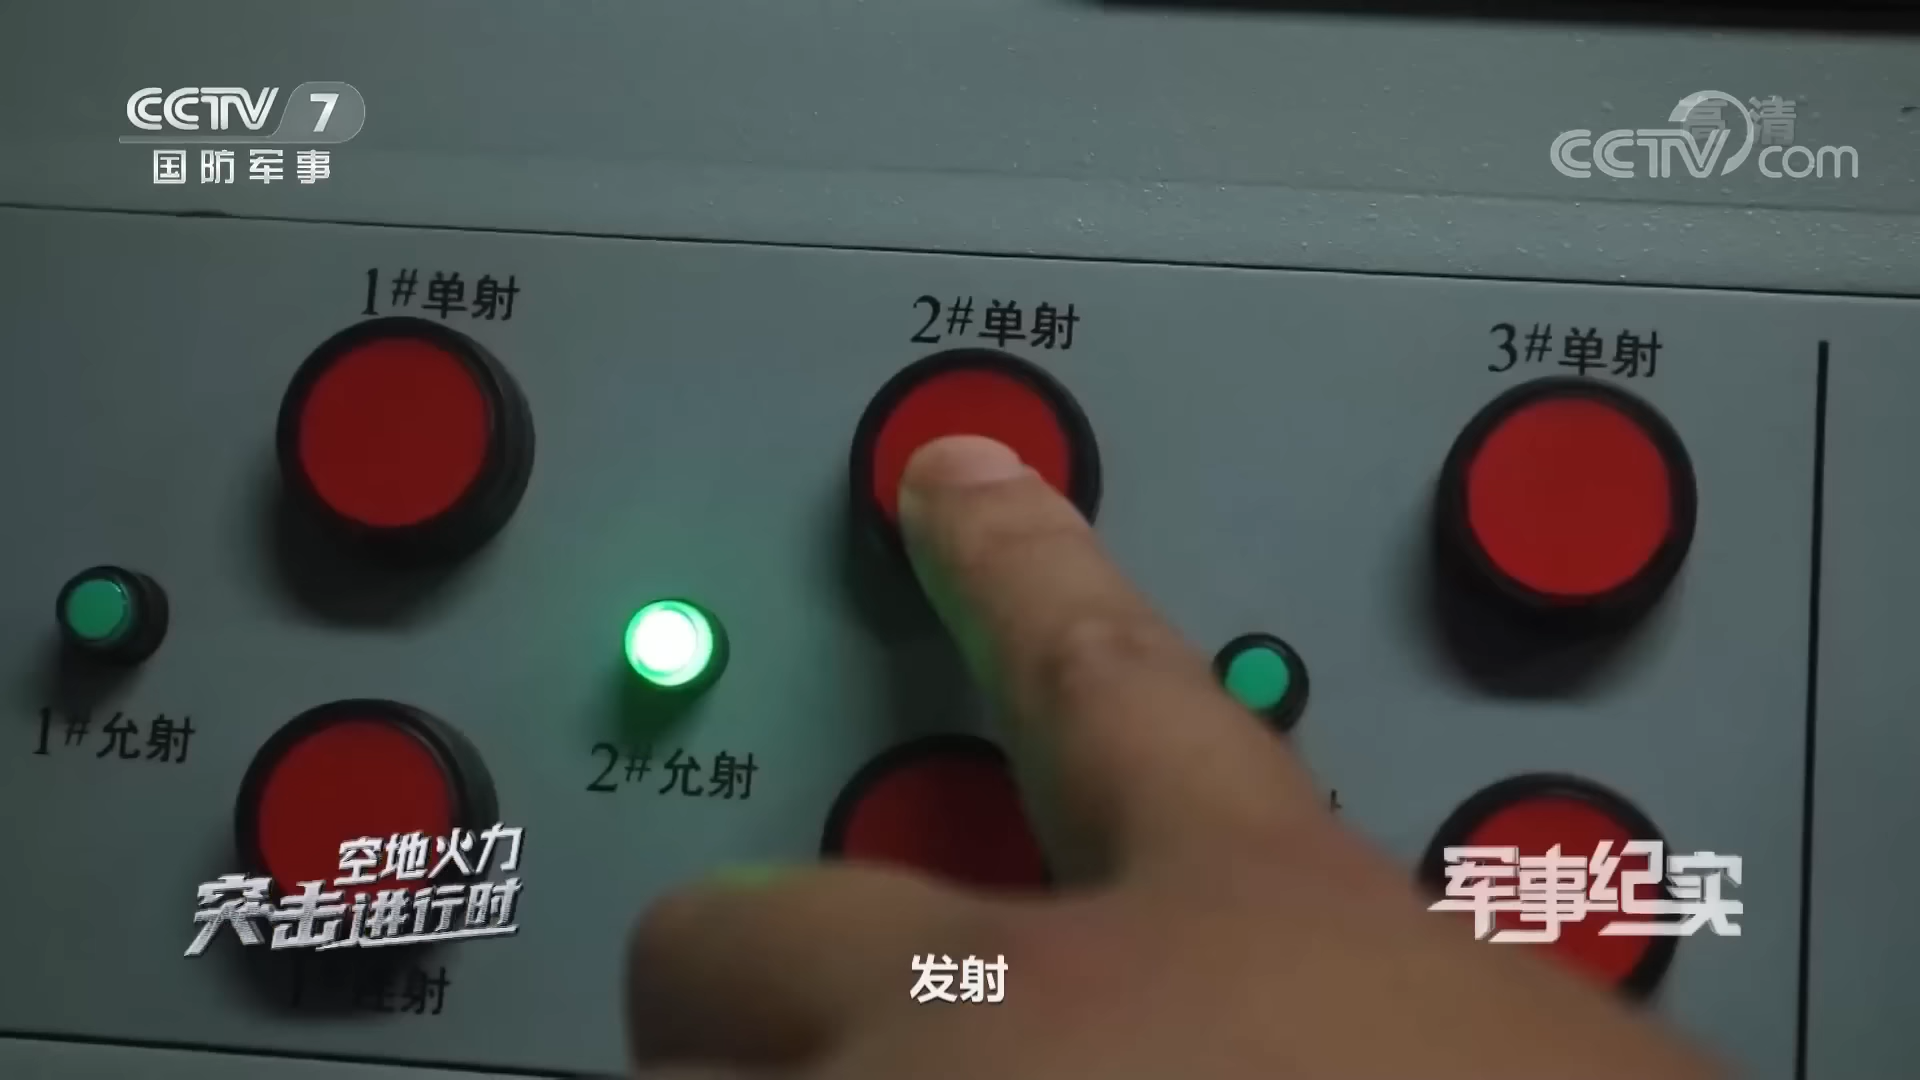 CCTV 7
国防军事
高清
CCTV.com
1#单射
2#单射
3#单射
1#允射
2#允射
空地火力
突击进行时
军事纪实
射
发射